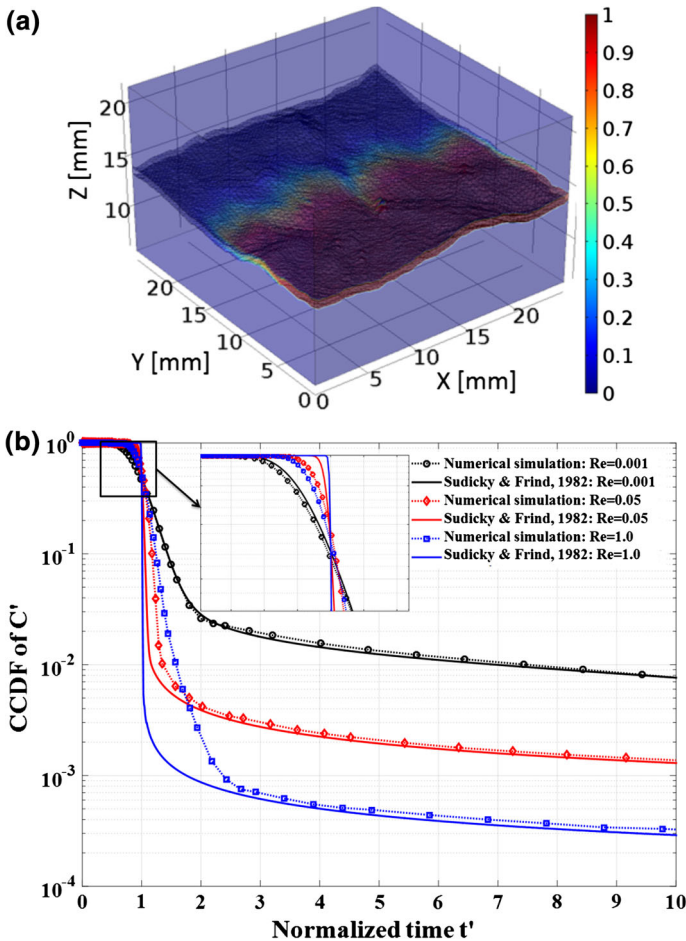 (a)
1
0.9
0.8
0.7
0.6
0.5
0.4
0.3
0.2
0.1
0
Z [mm]
20
15
10
Y [mm]
20
15
10
5
0
X [mm]
0
5
10
15
20
(b)
CCDF of C'
10^0
10^-1
10^-2
10^-3
10^-4
Numerical simulation: Re=0.001
Sudicky & Frind, 1982: Re=0.001
Numerical simulation: Re=0.05
Sudicky & Frind, 1982: Re=0.05
Numerical simulation: Re=1.0
Sudicky & Frind, 1982: Re=1.0
0 1 2 3 4 5 6 7 8 9 10
Normalized time t'